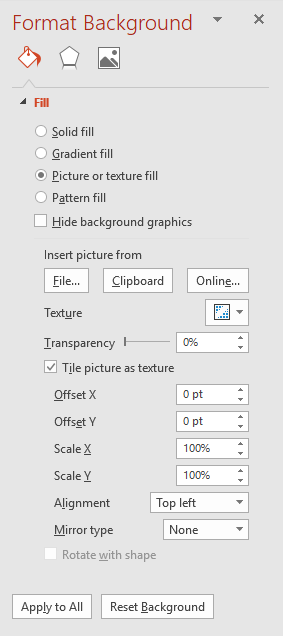 Format Background
Fill
Solid fill
Gradient fill
Picture or texture fill
Pattern fill
Hide background graphics
Insert picture from
File... Clipboard Online...
Texture
Transparency 0%
Tile picture as texture
Offset X 0 pt
Offset Y 0 pt
Scale X 100%
Scale Y 100%
Alignment Top left
Mirror type None
Rotate with shape
Apply to All Reset Background